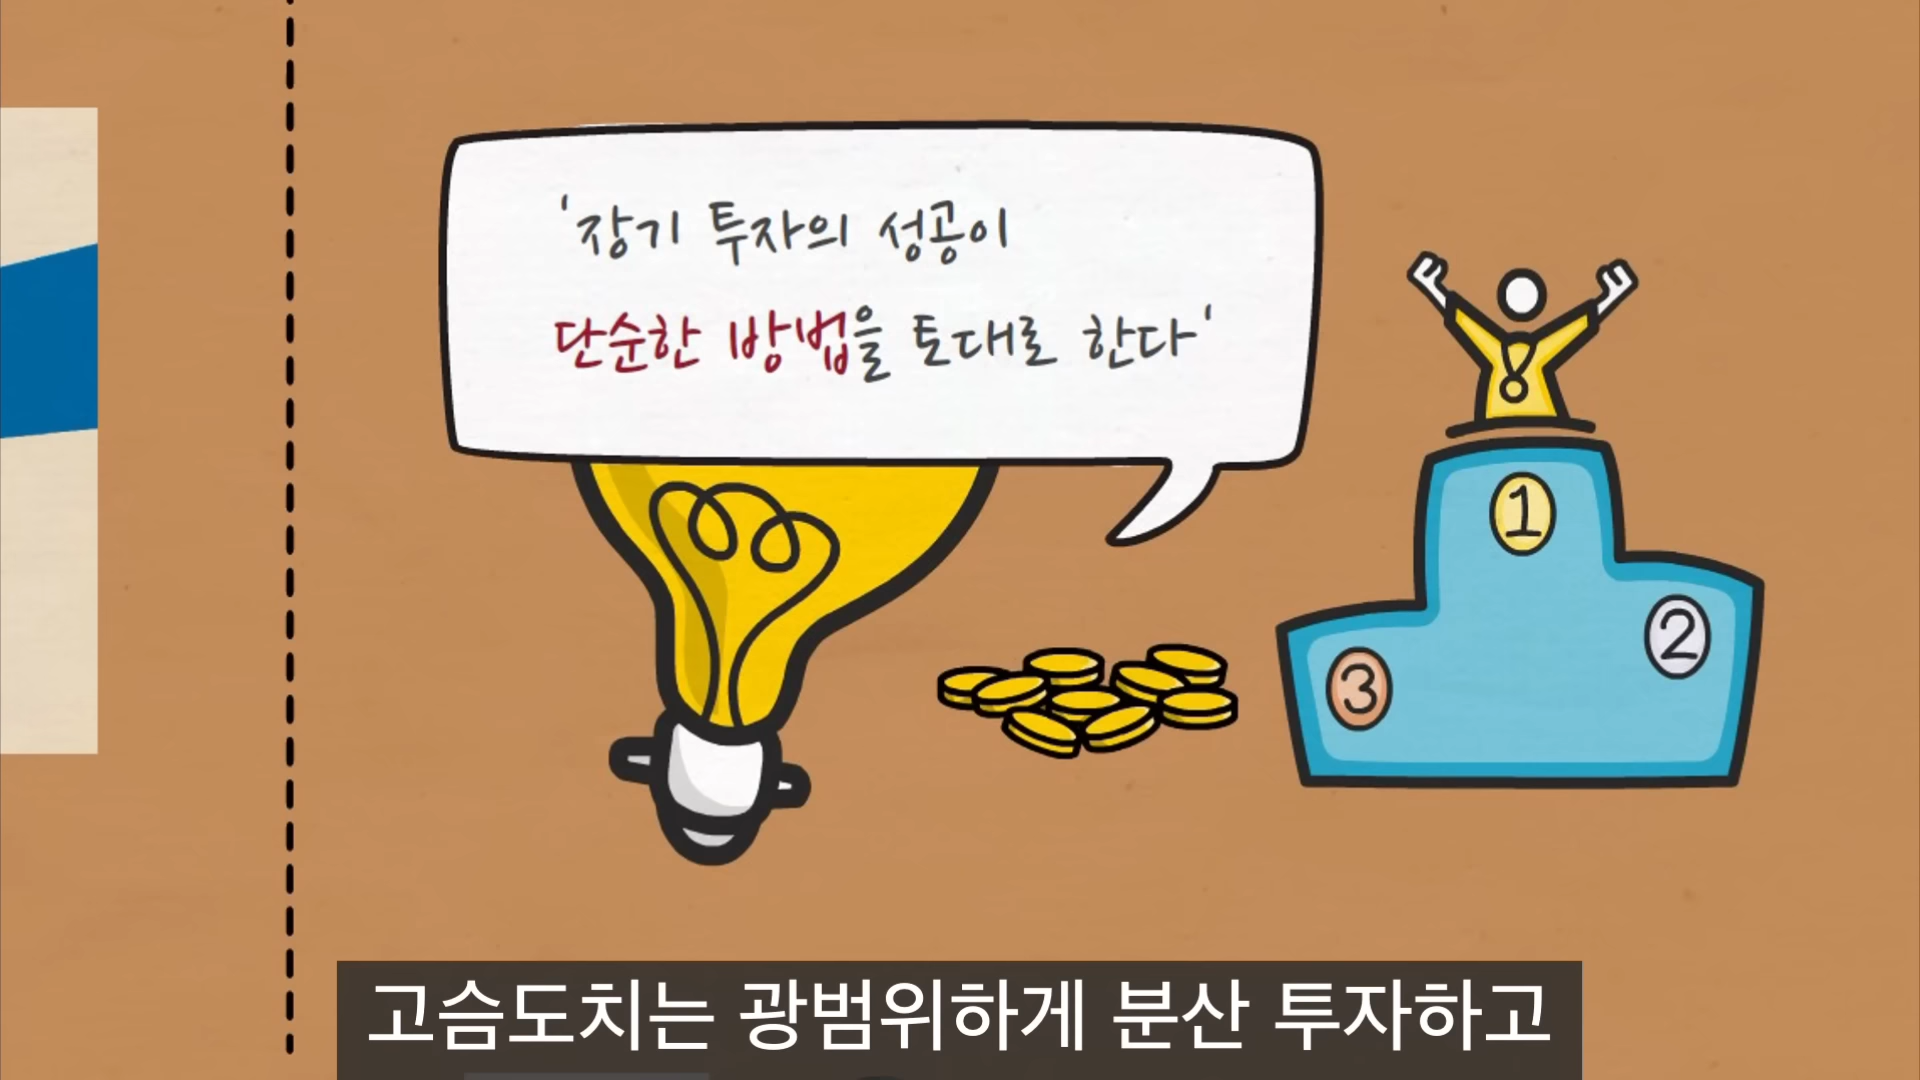 '장기 투자의 성공이
단순한 방법을 토대로 한다'
1
2
3
고슴도치는 광범위하게 분산 투자하고